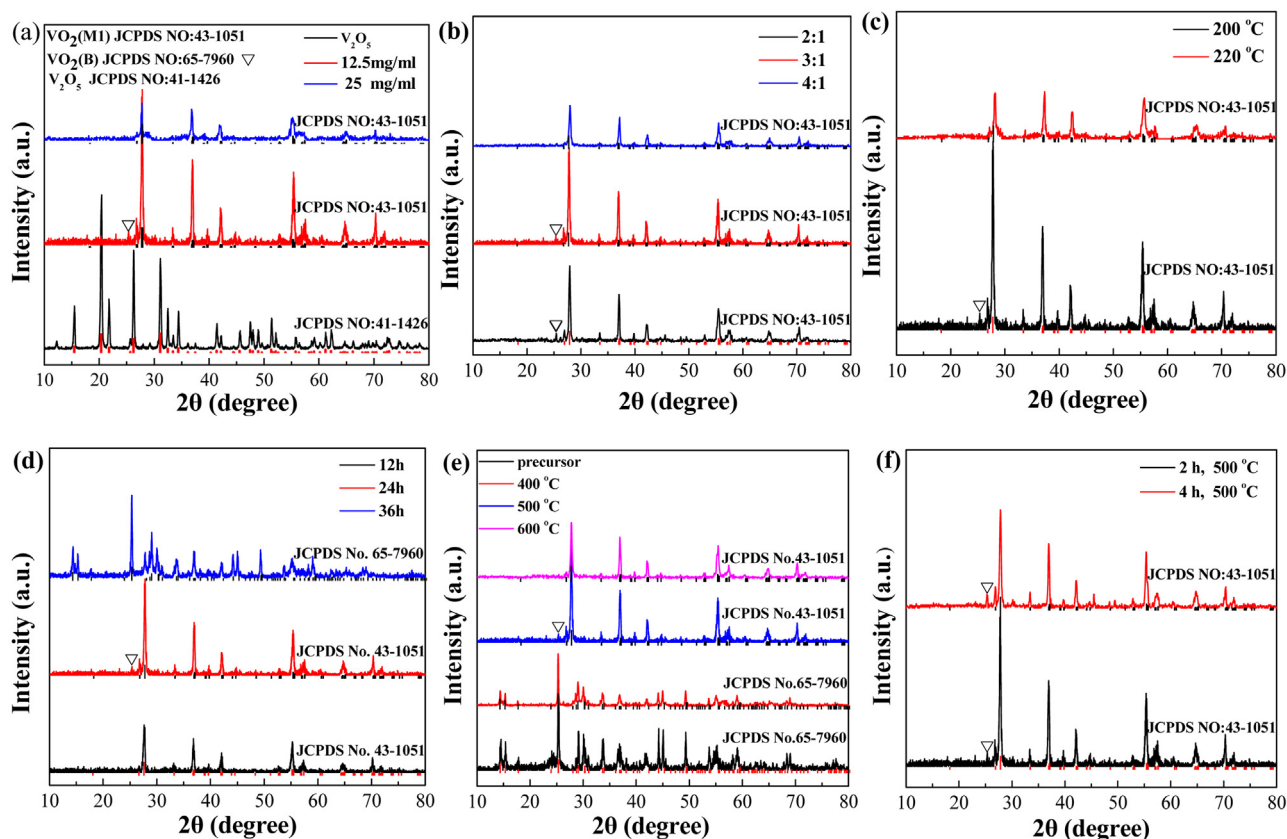 (a)
VO₂(M1) JCPDS NO:43-1051
VO₂(B) JCPDS NO:65-7960 ▽
V₂O₅ JCPDS NO:41-1426
V₂O₅
12.5mg/ml
25 mg/ml
JCPDS NO:43-1051
JCPDS NO:43-1051
JCPDS NO:41-1426
Intensity (a.u.)
10 20 30 40 50 60 70 80
2θ (degree)
(b)
2:1
3:1
4:1
JCPDS NO:43-1051
JCPDS NO:43-1051
JCPDS NO:43-1051
Intensity (a.u.)
10 20 30 40 50 60 70 80
2θ (degree)
(c)
200 °C
220 °C
JCPDS NO:43-1051
JCPDS NO:43-1051
Intensity (a.u.)
10 20 30 40 50 60 70 80
2θ (degree)
(d)
12h
24h
36h
JCPDS No. 65-7960
JCPDS No. 43-1051
JCPDS No. 43-1051
Intensity (a.u.)
10 20 30 40 50 60 70 80
2θ (degree)
(e)
precursor
400 °C
500 °C
600 °C
JCPDS No.43-1051
JCPDS No.43-1051
JCPDS No.65-7960
JCPDS No.65-7960
Intensity (a.u.)
10 20 30 40 50 60 70 80
2θ (degree)
(f)
2 h, 500 °C
4 h, 500 °C
JCPDS NO:43-1051
JCPDS NO:43-1051
Intensity (a.u.)
10 20 30 40 50 60 70 80
2θ (degree)